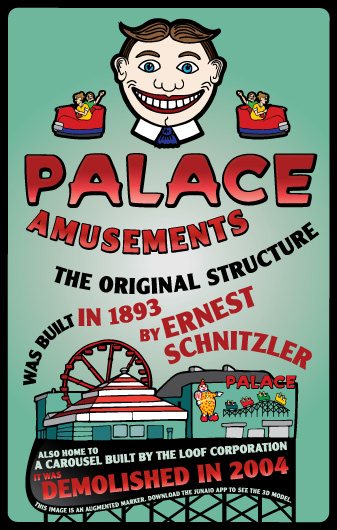 PALACE
AMUSEMENTS
THE ORIGINAL STRUCTURE
WAS BUILT IN 1893
BY ERNEST
SCHNITZLER
PALACE
ALSO HOME TO
A CAROUSEL BUILT BY THE LOOF CORPORATION
IT WAS
DEMOLISHED IN 2004
THIS IMAGE IS AN AUGMENTED MARKER. DOWNLOAD THE JUNAIO APP TO SEE THE 3D MODEL.